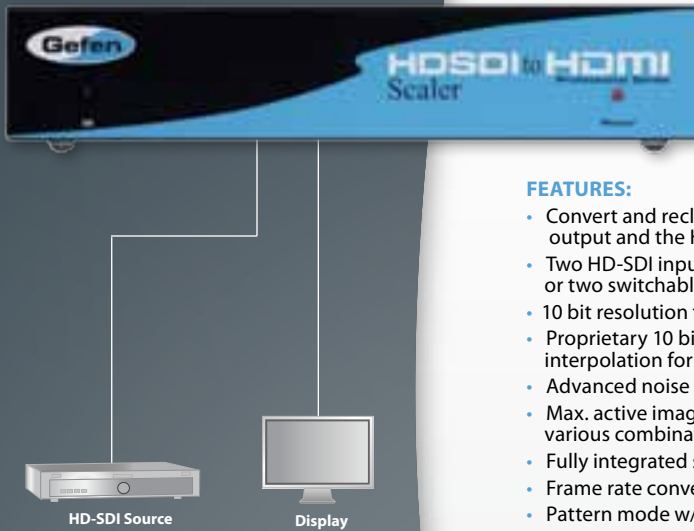 Gefen
HDSDI to HDMI
Scaler
FEATURES:
• Convert and recl
output and the H
• Two HD-SDI inpu
or two switchabl
• 10 bit resolution
• Proprietary 10 bi
interpolation for
• Advanced noise
• Max. active imag
various combina
• Fully integrated s
• Frame rate conve
• Pattern mode w/
HD-SDI Source
Display